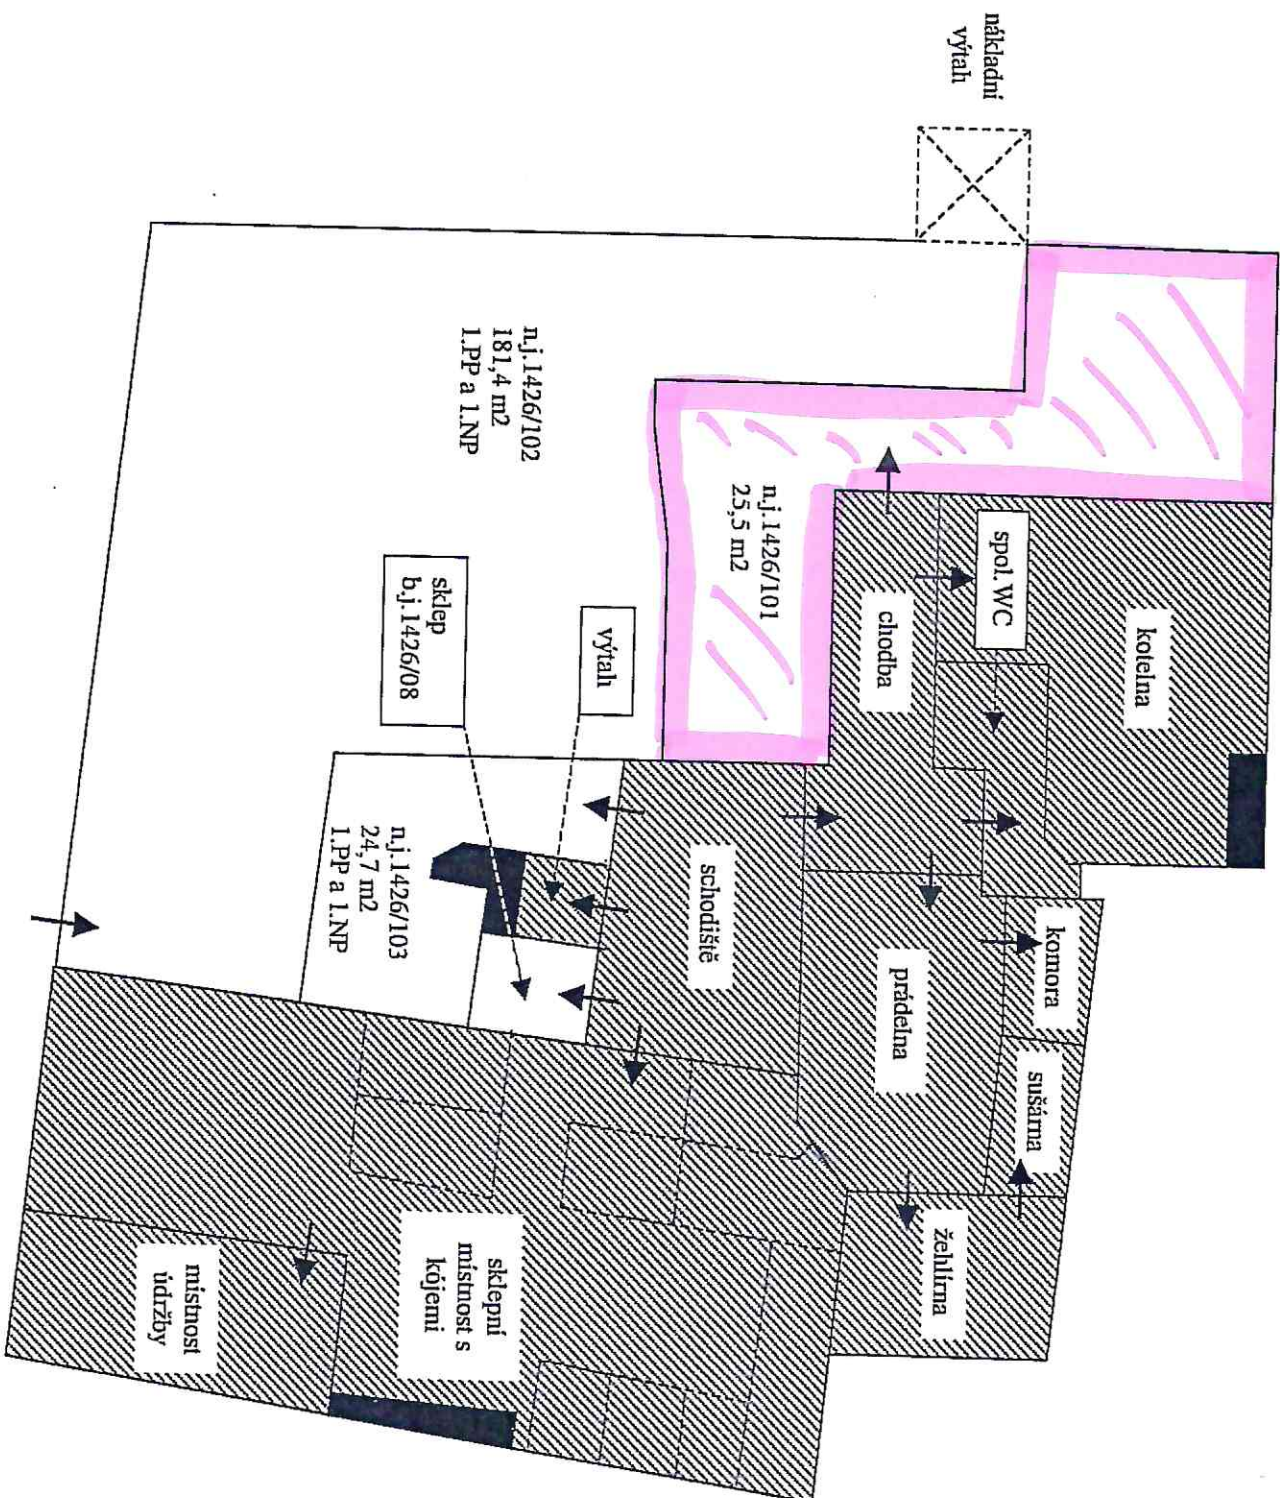 nákladní
výtah
n.j.1426/102
181,4 m2
1.PP a 1.NP
n.j.1426/101
25,5 m2
spol. WC
kotelna
chodba
výtah
sklep
b.j.1426/08
n.j.1426/103
24,7 m2
1.PP a 1.NP
schodiště
prádelna
komora
sušárna
žehlírna
sklepní
místnost s
kójemi
místnost
údržby